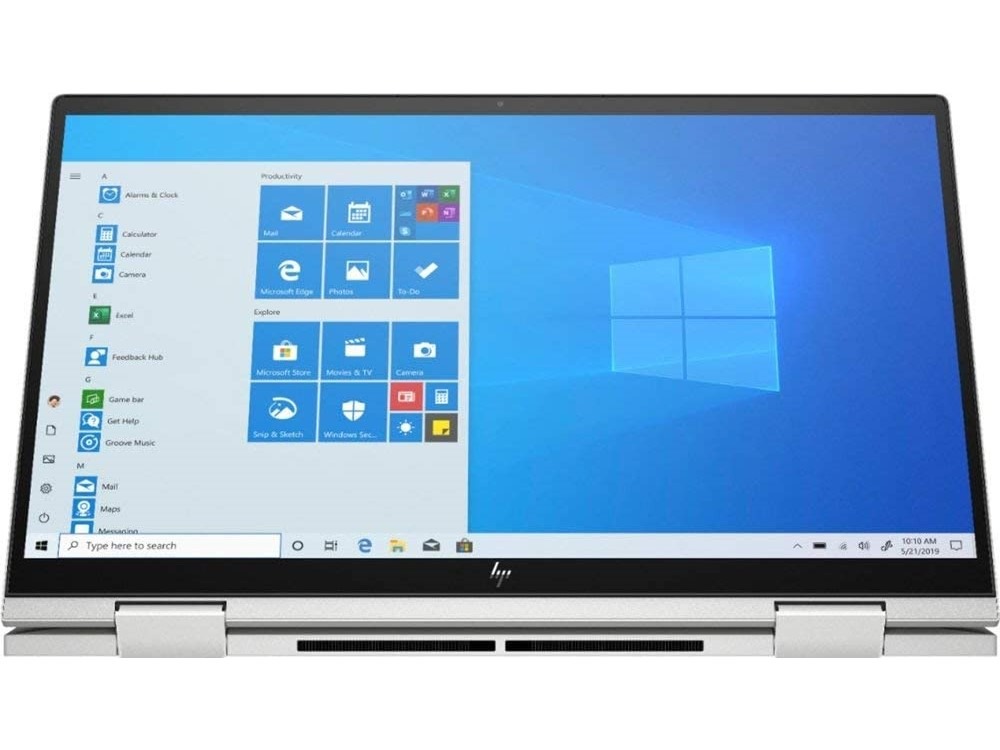 A
Alarms & Clock
C
Calculator
Calendar
Camera
E
Excel
F
Feedback Hub
G
Game bar
Get Help
Groove Music
M
Mail
Maps
Messaging
Productivity
Mail
Calendar
Microsoft Edge
Photos
To-Do
Explore
Microsoft Store
Movies & TV
Camera
Snip & Sketch
Windows Sec...
Type here to search
10:10 AM
5/21/2019
hp